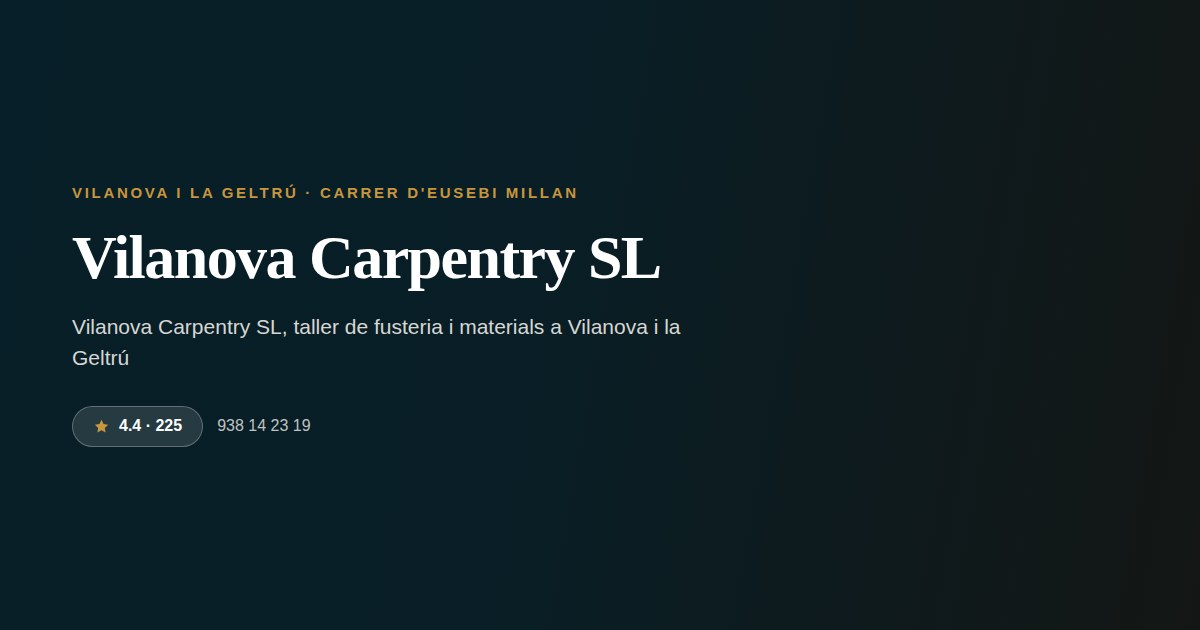 VILANOVA I LA GELTRÚ · CARRER D'EUSEBI MILLAN
Vilanova Carpentry SL
Vilanova Carpentry SL, taller de fusteria i materials a Vilanova i la
Geltrú
4.4 · 225
938 14 23 19